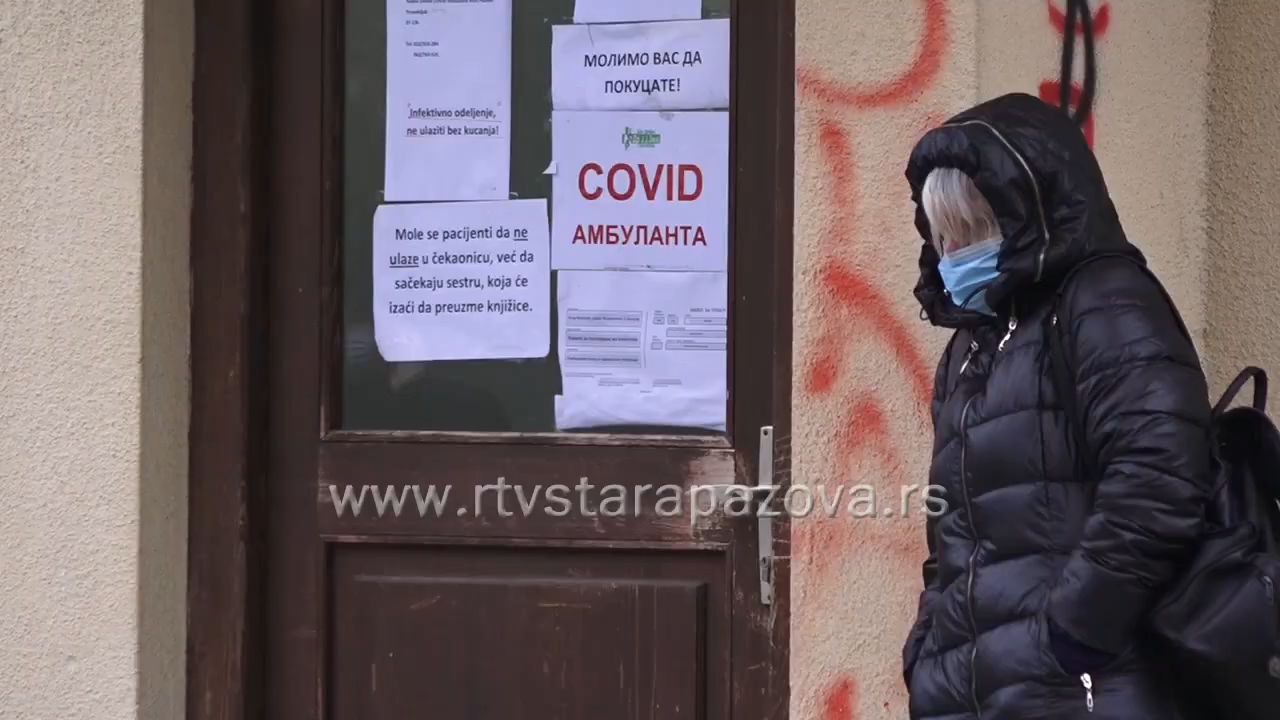 Infektivno odeljenje,
ne ulaziti bez kucanja!
МОЛИМО ВАС ДА
ПОКУЦАТЕ!
COVID
АМБУЛАНТА
Mole se pacijenti da ne
ulaze u čekaonicu, već da
sačekaju sestru, koja će
izaći da preuzme knjižice.
www.rtvstarapazova.rs